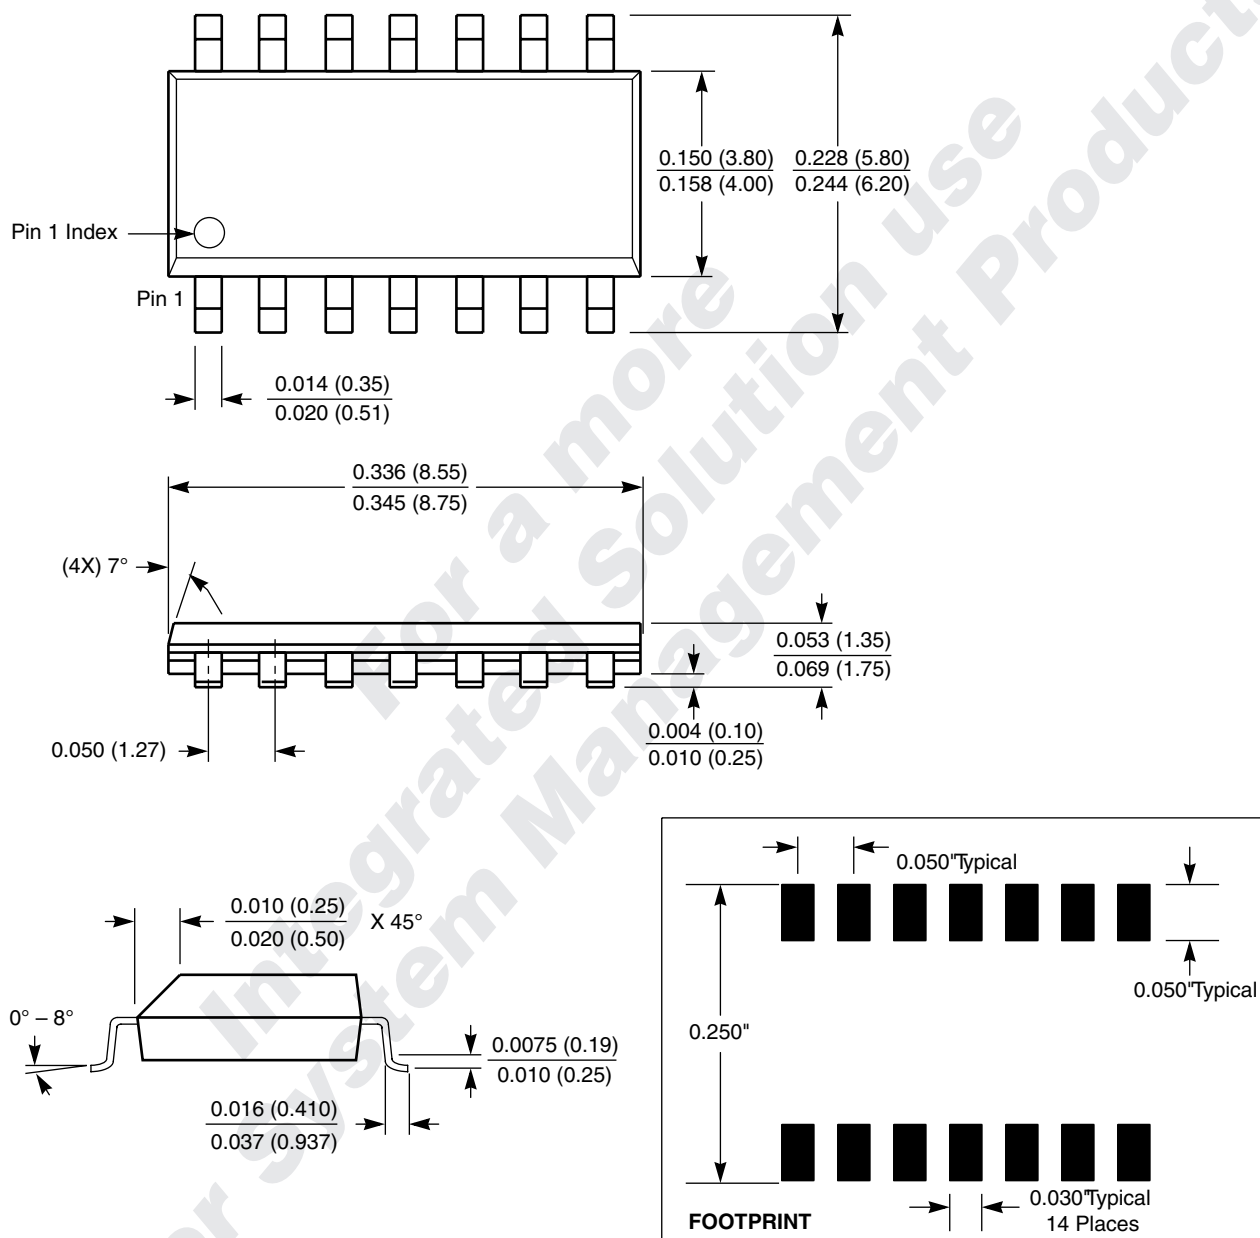 0.150 (3.80)
0.158 (4.00)
0.228 (5.80)
0.244 (6.20)
Pin 1 Index
Pin 1
0.014 (0.35)
0.020 (0.51)
0.336 (8.55)
0.345 (8.75)
(4X) 7°
0.053 (1.35)
0.069 (1.75)
0.004 (0.10)
0.010 (0.25)
0.050 (1.27)
0.050"Typical
0.010 (0.25)
0.020 (0.50)
X 45°
0.050"Typical
0° – 8°
0.250"
0.0075 (0.19)
0.010 (0.25)
0.016 (0.410)
0.037 (0.937)
0.030"Typical
14 Places
FOOTPRINT
For a more
Integrated Solution use
System Management